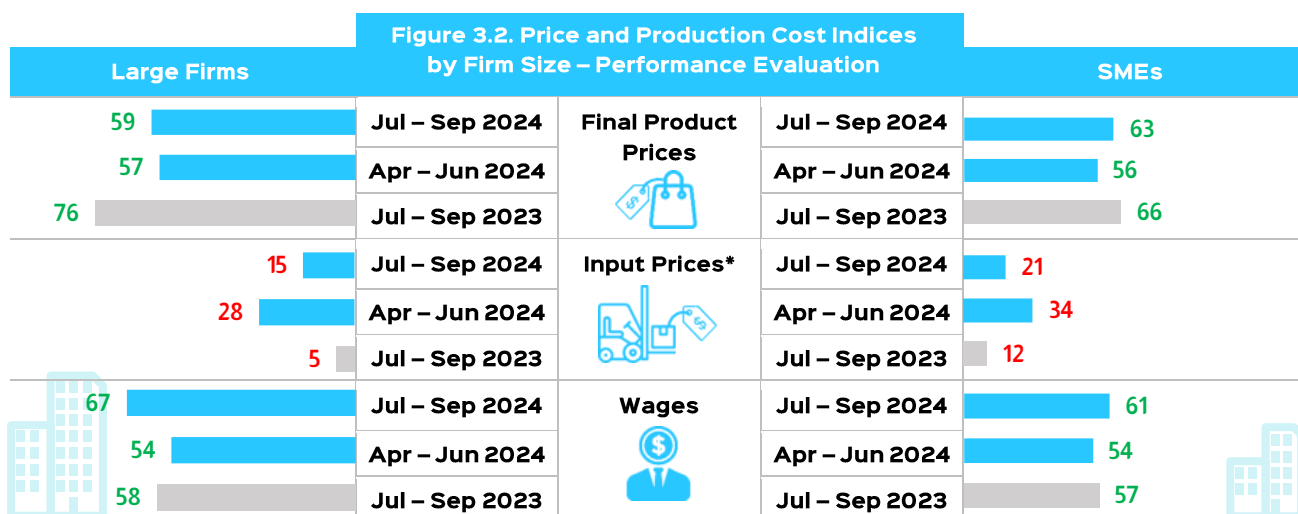 Figure 3.2. Price and Production Cost Indices
by Firm Size – Performance Evaluation
Large Firms
SMEs
59
Jul – Sep 2024
Final Product
Prices
Jul – Sep 2024
63
57
Apr – Jun 2024
Apr – Jun 2024
56
76
Jul – Sep 2023
Jul – Sep 2023
66
15
Jul – Sep 2024
Input Prices*
Jul – Sep 2024
21
28
Apr – Jun 2024
Apr – Jun 2024
34
5
Jul – Sep 2023
Jul – Sep 2023
12
67
Jul – Sep 2024
Wages
Jul – Sep 2024
61
54
Apr – Jun 2024
Apr – Jun 2024
54
58
Jul – Sep 2023
Jul – Sep 2023
57